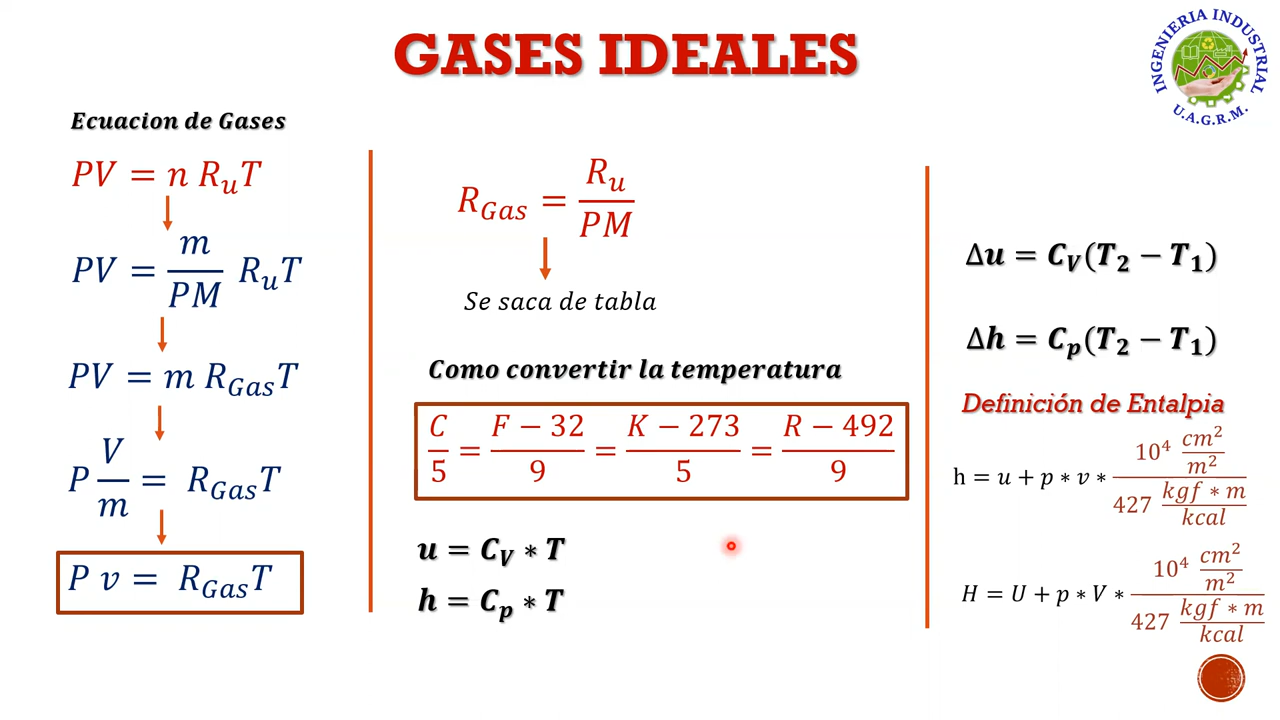 GASES IDEALES
INGENIERIA INDUSTRIAL
U.A.G.R.M.
Ecuacion de Gases
PV = n R_u T
PV = m/PM R_u T
PV = m R_Gas T
P V/m = R_Gas T
P v = R_Gas T
R_Gas = R_u/PM
Se saca de tabla
Como convertir la temperatura
C/5 = (F − 32)/9 = (K − 273)/5 = (R − 492)/9
u = C_V * T
h = C_p * T
Δu = C_V(T_2 − T_1)
Δh = C_p(T_2 − T_1)
Definición de Entalpia
h = u + p * v * (10^4 cm^2/m^2)/(427 kgf * m/kcal)
H = U + p * V * (10^4 cm^2/m^2)/(427 kgf * m/kcal)